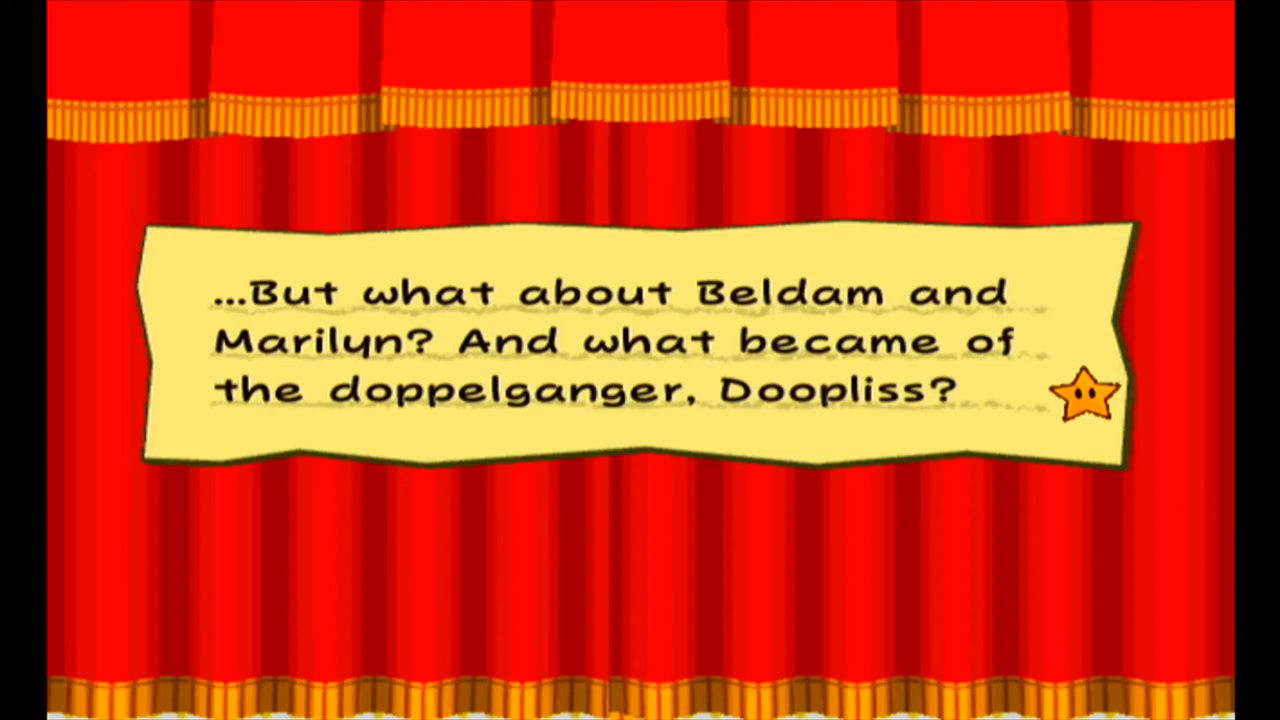 ...But what about Beldam and
Marilyn? And what became of
the doppelganger, Doopliss?